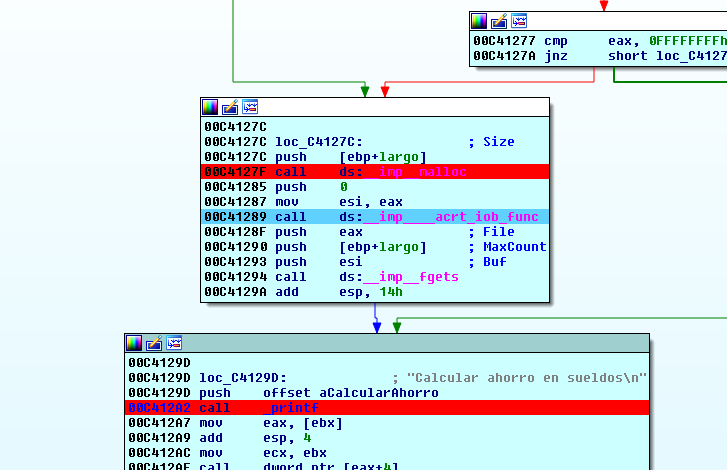 00C41277 cmp eax, 0FFFFFFFFh
00C4127A jnz short loc_C4127
00C4127C
00C4127C loc_C4127C: ; Size
00C4127C push [ebp+largo]
00C4127F call ds:__imp__malloc
00C41285 push 0
00C41287 mov esi, eax
00C41289 call ds:__imp____acrt_iob_func
00C4128F push eax ; File
00C41290 push [ebp+largo] ; MaxCount
00C41293 push esi ; Buf
00C41294 call ds:__imp__fgets
00C4129A add esp, 14h
00C4129D
00C4129D loc_C4129D: ; "Calcular ahorro en sueldos\n"
00C4129D push offset aCalcularAhorro
00C412A2 call _printf
00C412A7 mov eax, [ebx]
00C412A9 add esp, 4
00C412AC mov ecx, ebx
00C412AE call dword ptr [eax+4]